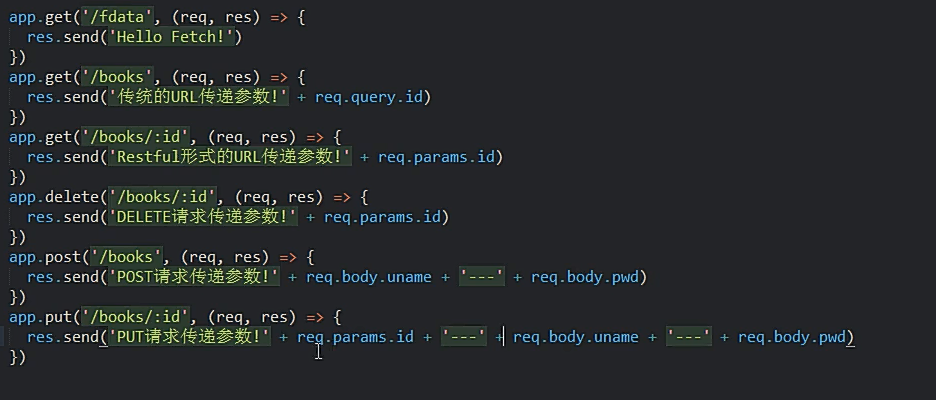 app.get('/fdata', (req, res) => {
  res.send('Hello Fetch!')
})
app.get('/books', (req, res) => {
  res.send('传统的URL传递参数!' + req.query.id)
})
app.get('/books/:id', (req, res) => {
  res.send('Restful形式的URL传递参数!' + req.params.id)
})
app.delete('/books/:id', (req, res) => {
  res.send('DELETE请求传递参数!' + req.params.id)
})
app.post('/books', (req, res) => {
  res.send('POST请求传递参数!' + req.body.uname + '---' + req.body.pwd)
})
app.put('/books/:id', (req, res) => {
  res.send('PUT请求传递参数!' + req.params.id + '---' + req.body.uname + '---' + req.body.pwd)
})